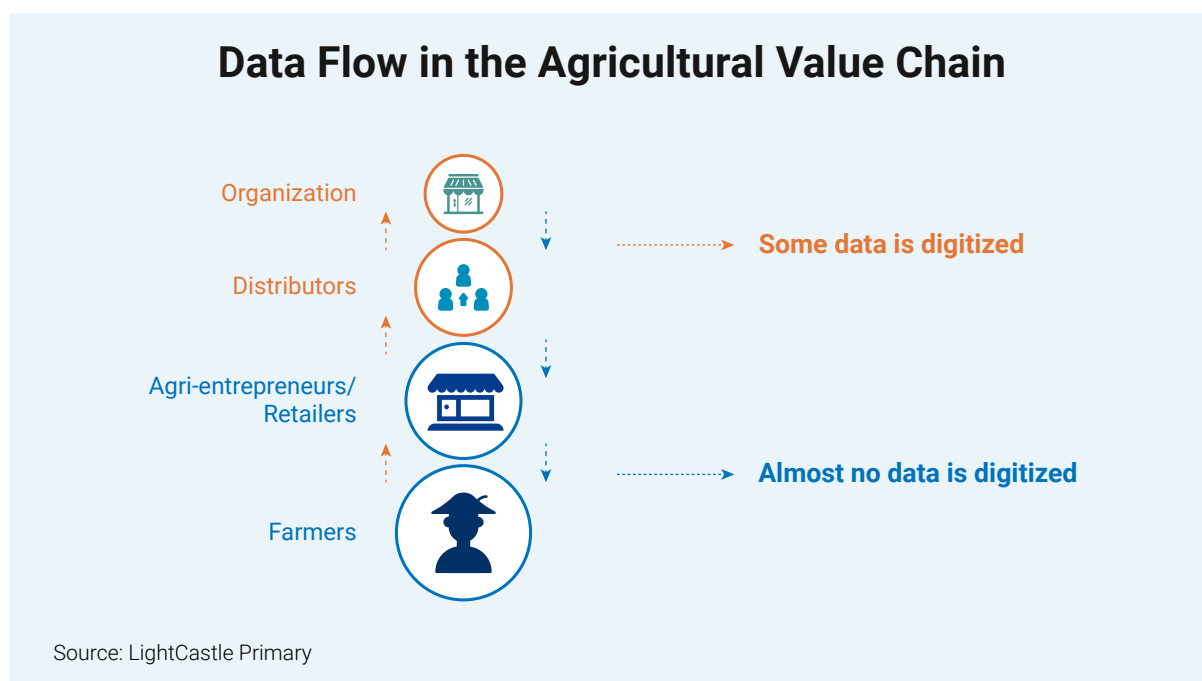 Data Flow in the Agricultural Value Chain
Organization
Some data is digitized
Distributors
Agri-entrepreneurs/
Retailers
Almost no data is digitized
Farmers
Source: LightCastle Primary